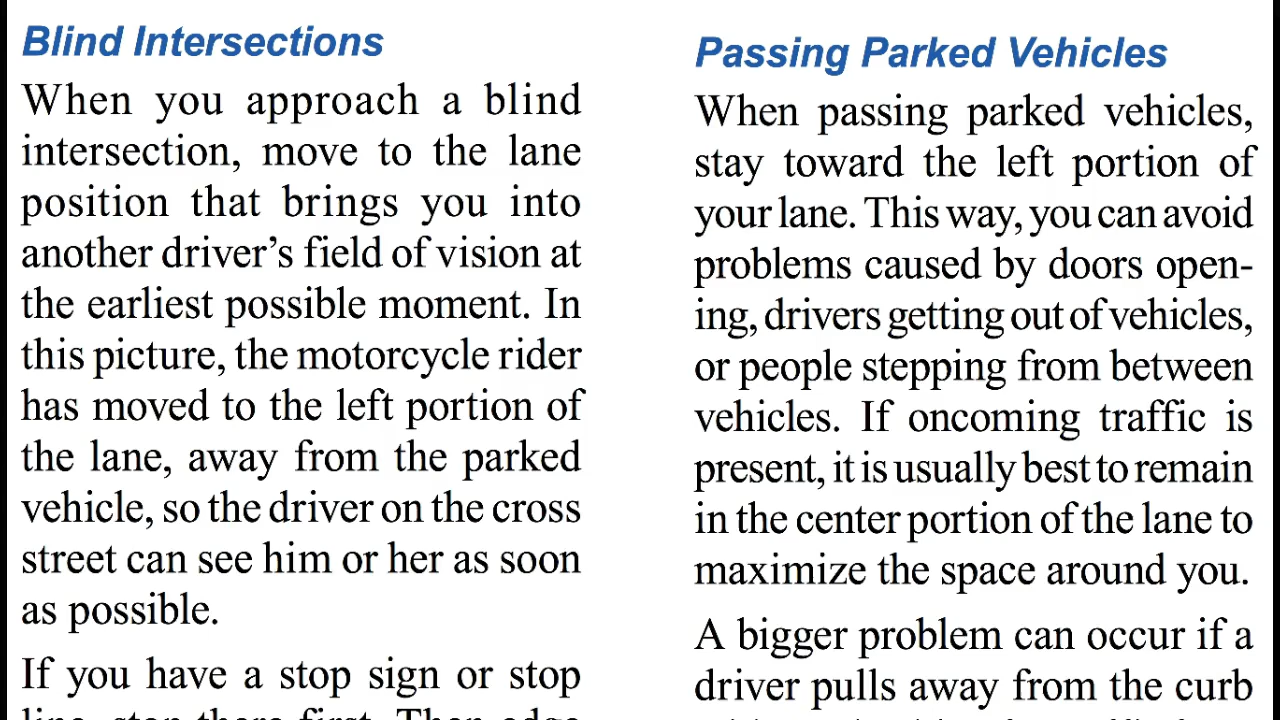 Blind Intersections
When you approach a blind
intersection, move to the lane
position that brings you into
another driver’s field of vision at
the earliest possible moment. In
this picture, the motorcycle rider
has moved to the left portion of
the lane, away from the parked
vehicle, so the driver on the cross
street can see him or her as soon
as possible.
If you have a stop sign or stop
line, stop there first. Then edge
Passing Parked Vehicles
When passing parked vehicles,
stay toward the left portion of
your lane. This way, you can avoid
problems caused by doors open-
ing, drivers getting out of vehicles,
or people stepping from between
vehicles. If oncoming traffic is
present, it is usually best to remain
in the center portion of the lane to
maximize the space around you.
A bigger problem can occur if a
driver pulls away from the curb